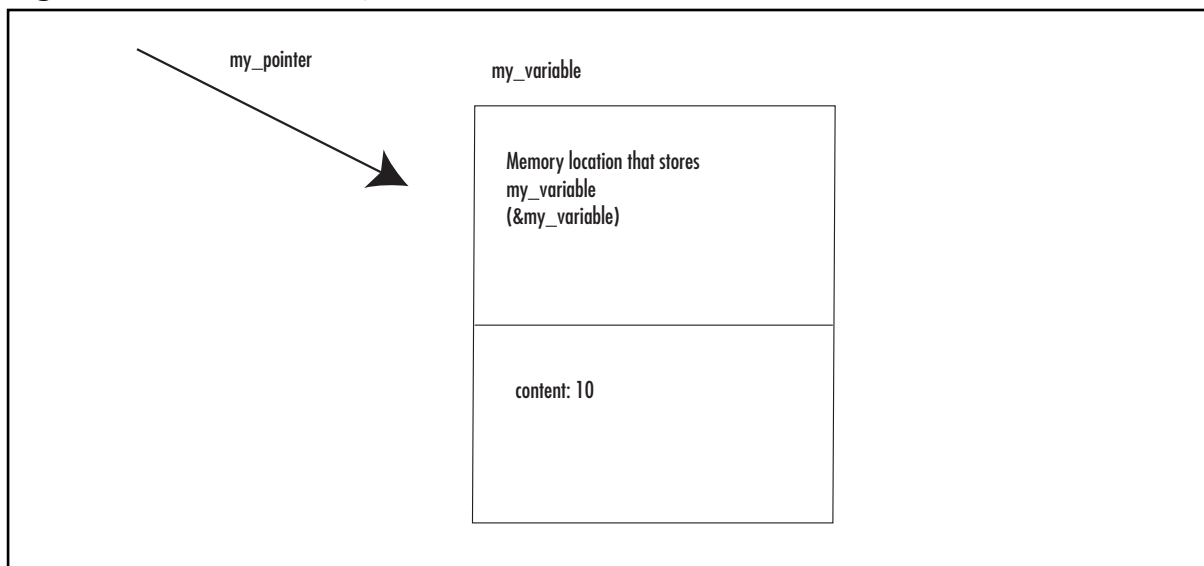 my_pointer
my_variable
Memory location that stores
my_variable
(&my_variable)
content: 10